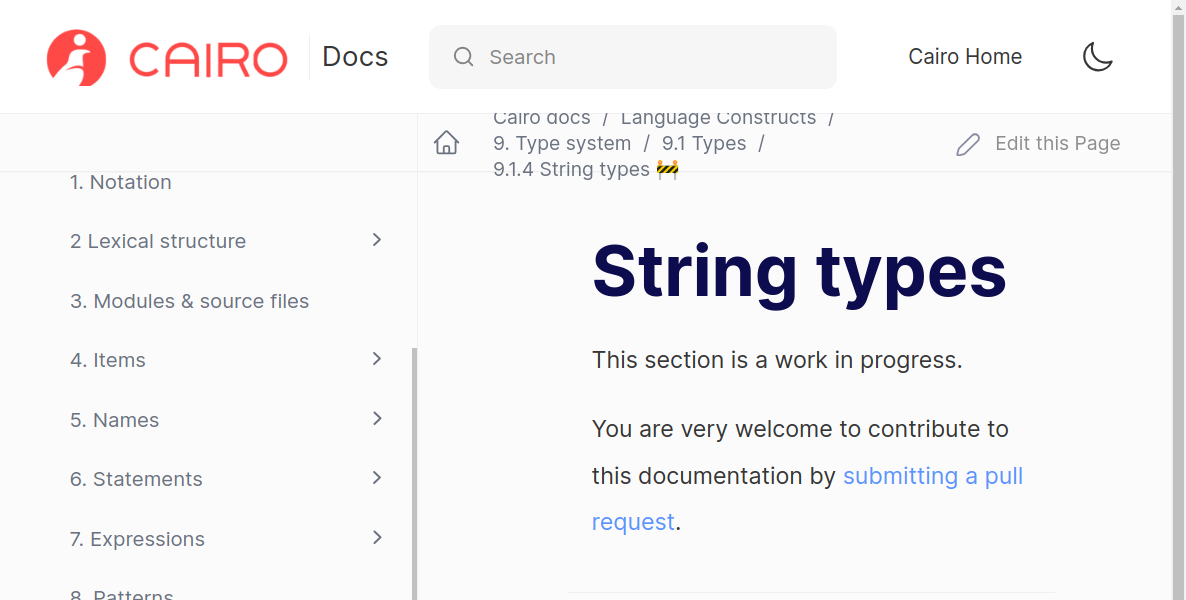 CAIRO Docs
Search
Cairo Home
Cairo docs / Language Constructs /
9. Type system / 9.1 Types /
9.1.4 String types 🚧
Edit this Page
1. Notation
2 Lexical structure
3. Modules & source files
4. Items
5. Names
6. Statements
7. Expressions
8. Patterns
String types
This section is a work in progress.
You are very welcome to contribute to
this documentation by submitting a pull
request.